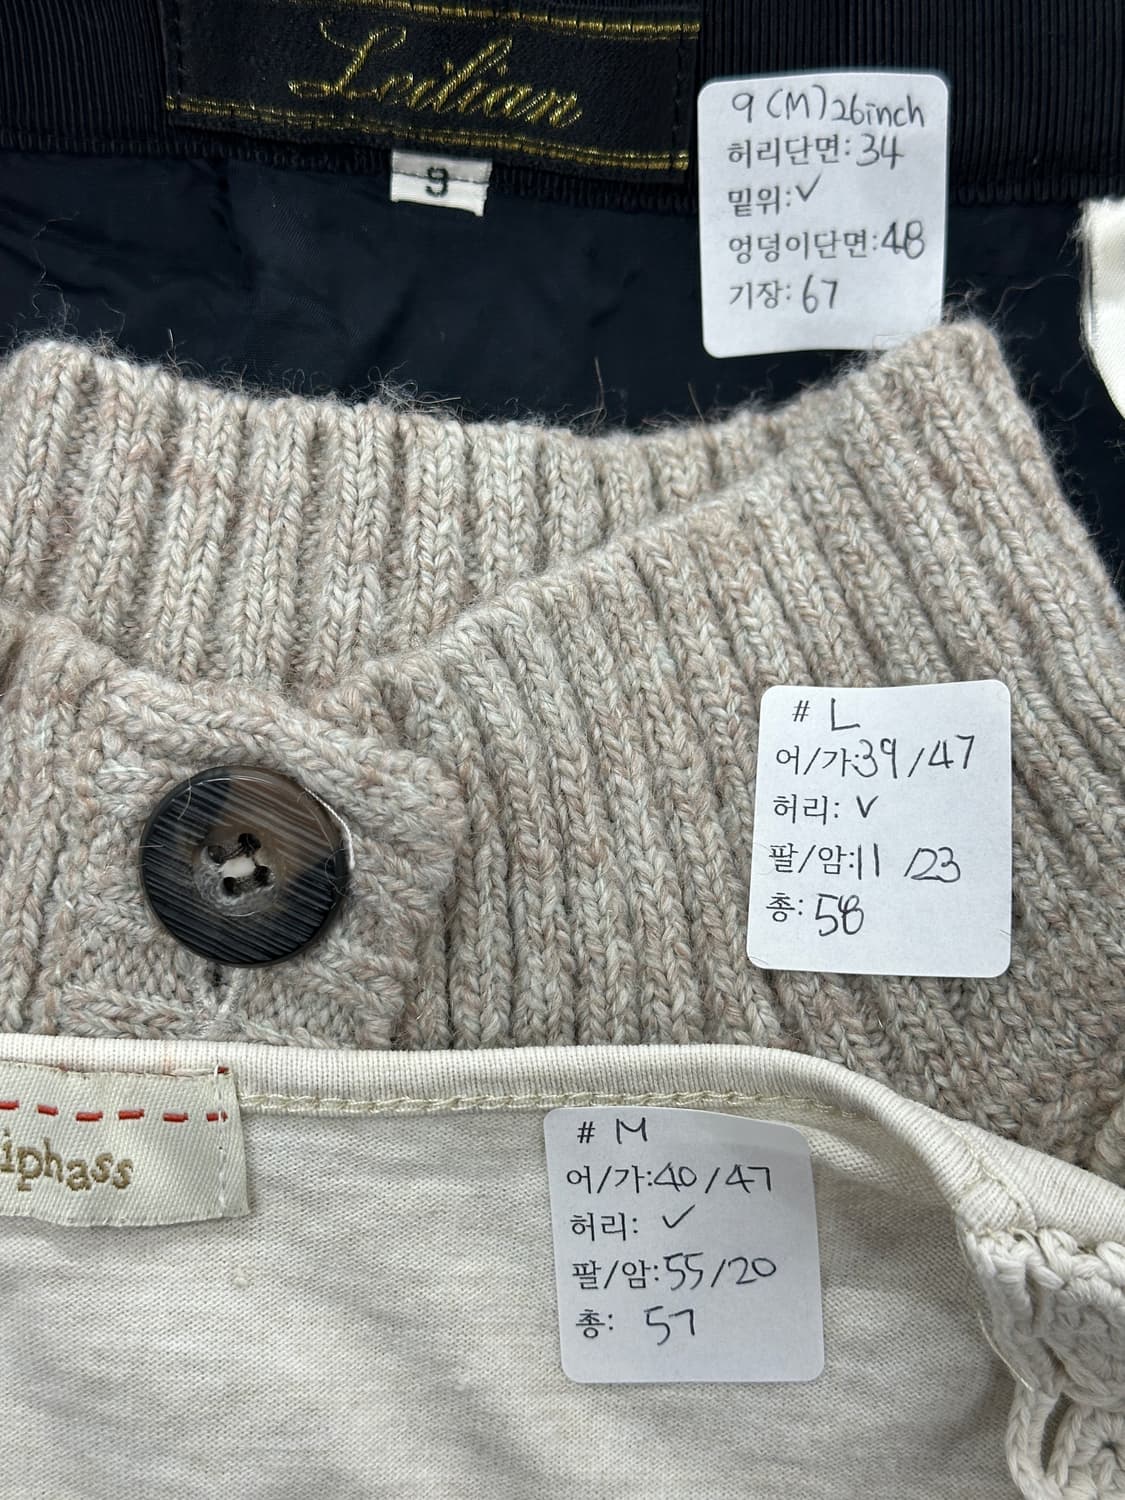 Leilian
9
9 (M) 26inch
허리단면: 34
밑위: ✓
엉덩이단면: 48
기장: 67
# L
어/가: 39/47
허리: ✓
팔/암: 11/23
총: 58
iphass
# M
어/가: 40/47
허리: ✓
팔/암: 55/20
총: 57